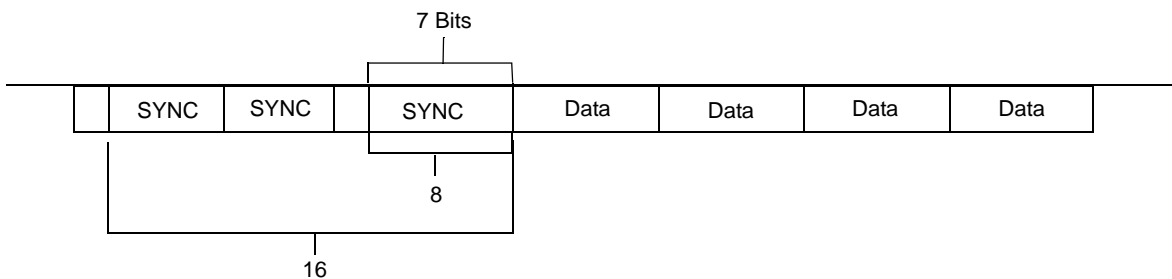 7 Bits
SYNC SYNC SYNC Data Data Data Data
8
16